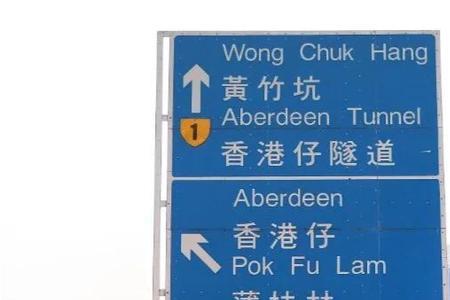 Wong Chuk Hang
黃竹坑
Aberdeen Tunnel
1
香港仔隧道
Aberdeen
香港仔
Pok Fu Lam